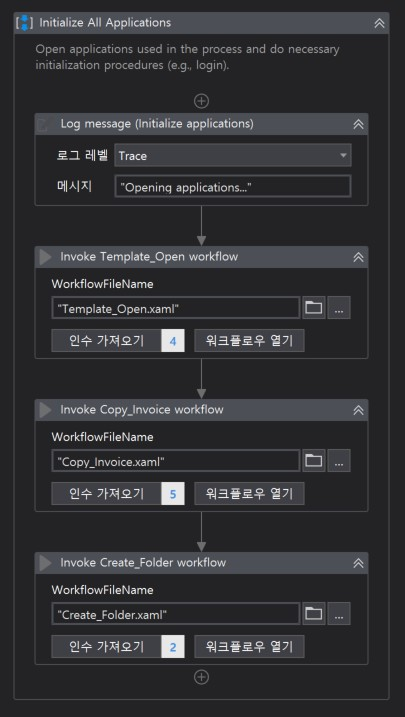 Initialize All Applications
Open applications used in the process and do necessary
initialization procedures (e.g., login).
Log message (Initialize applications)
로그 레벨 Trace
메시지 "Opening applications..."
Invoke Template_Open workflow
WorkflowFileName
"Template_Open.xaml" ...
인수 가져오기 4 워크플로우 열기
Invoke Copy_Invoice workflow
WorkflowFileName
"Copy_Invoice.xaml" ...
인수 가져오기 5 워크플로우 열기
Invoke Create_Folder workflow
WorkflowFileName
"Create_Folder.xaml" ...
인수 가져오기 2 워크플로우 열기